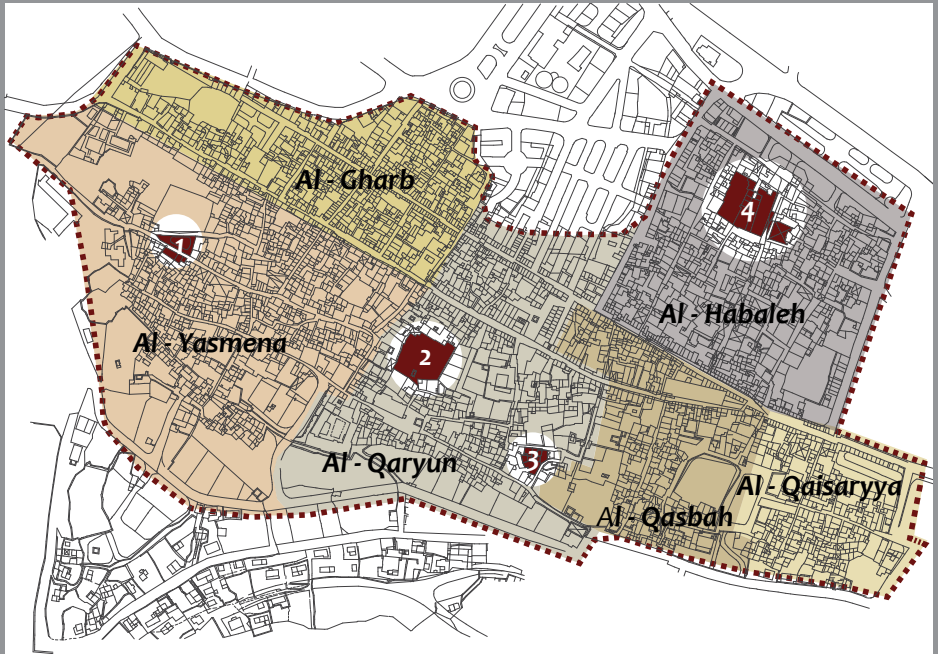 Al - Gharb
4
1
Al - Habaleh
Al - Yasmena
2
Al - Qaryun
3
Al - Qaisaryya
Al - Qasbah